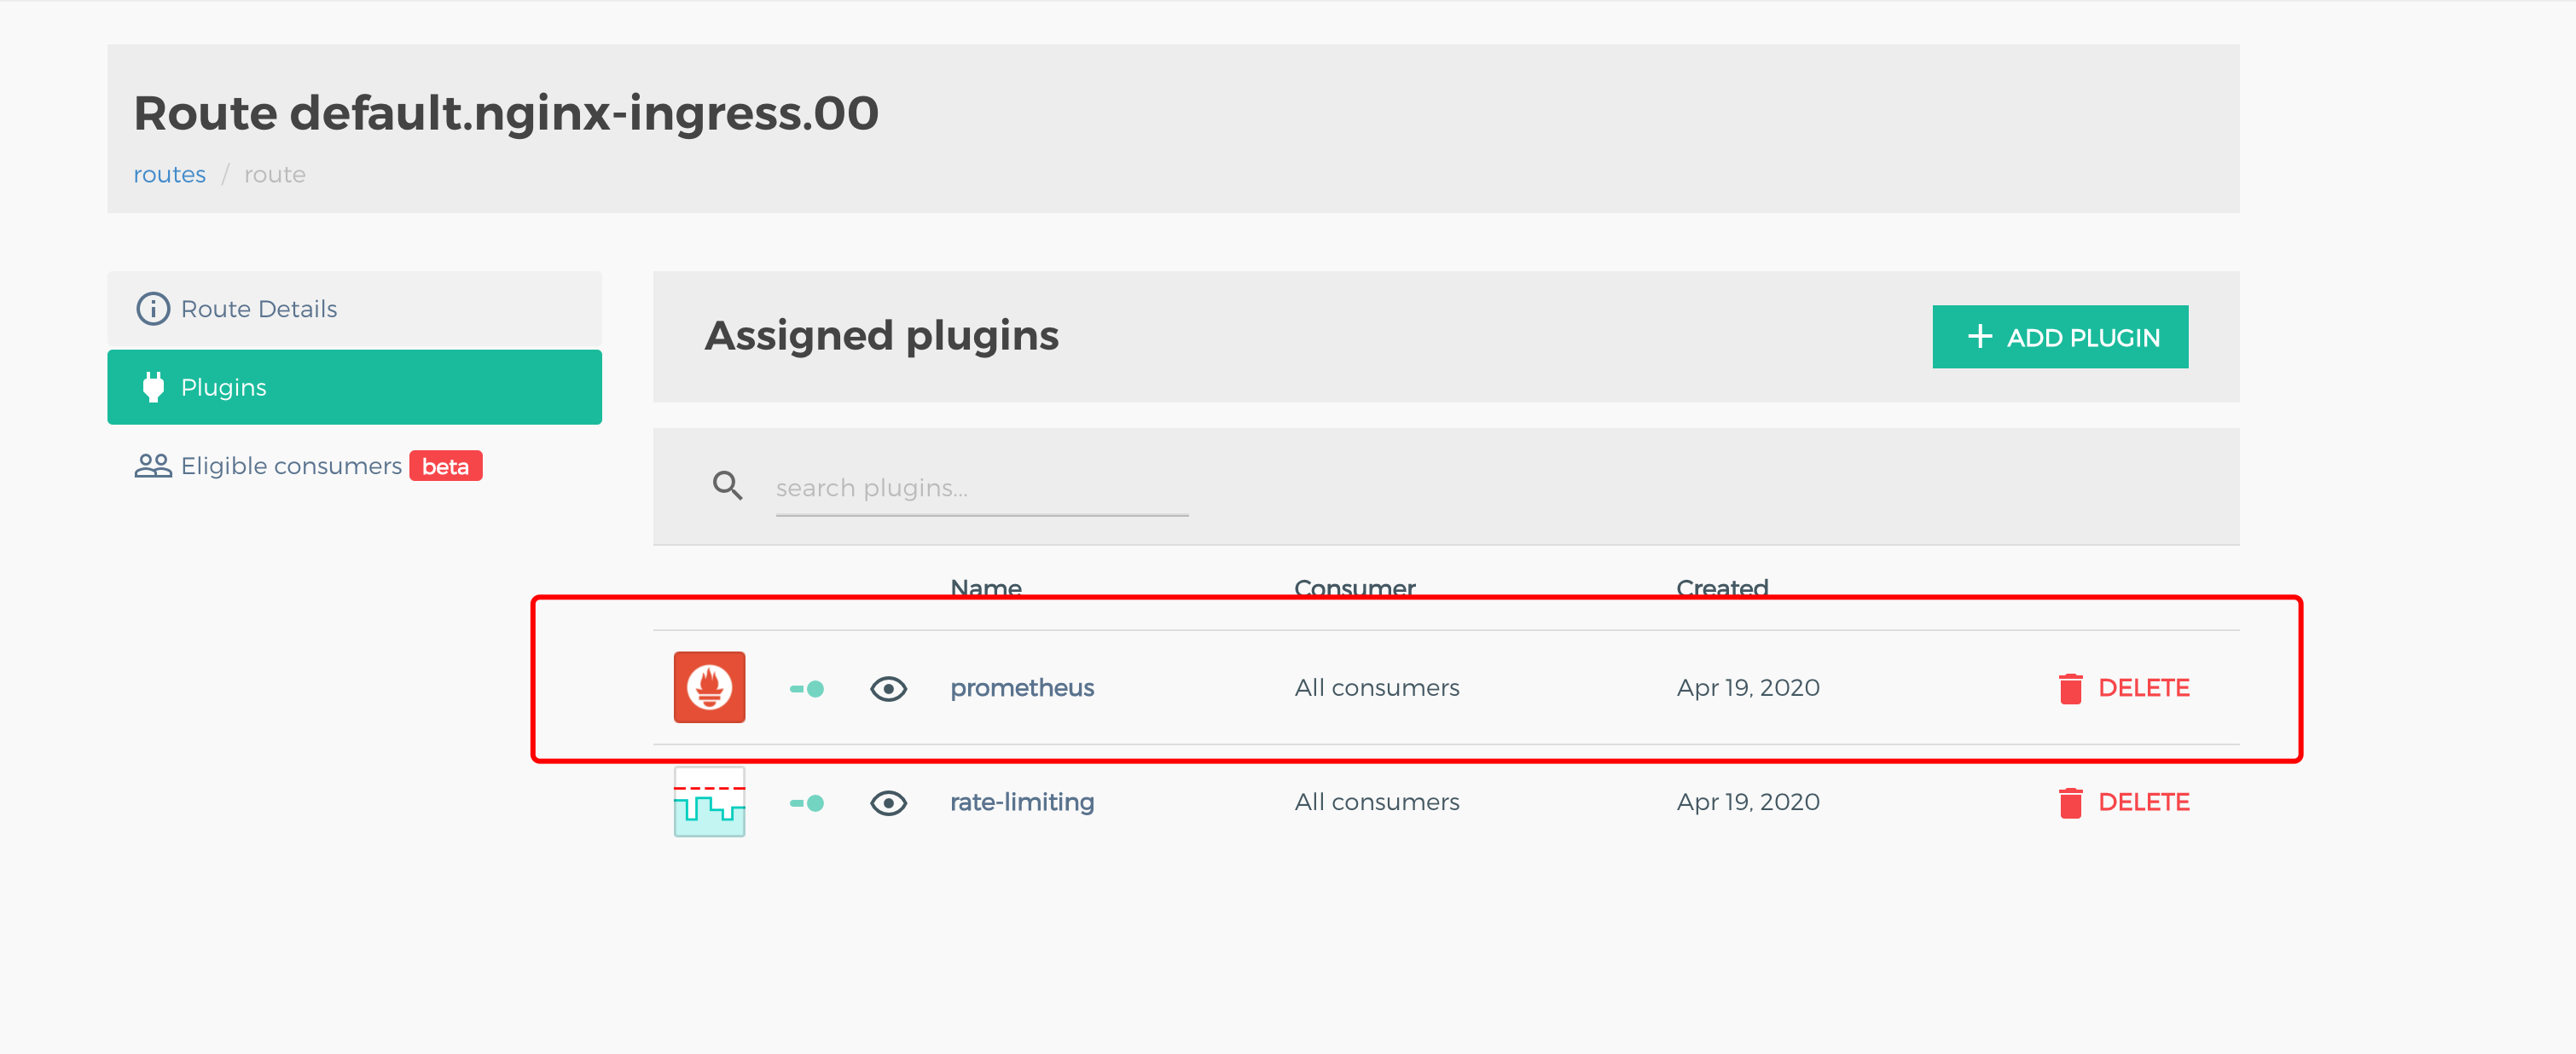 Route default.nginx-ingress.00
routes / route
Route Details
Plugins
Eligible consumers beta
Assigned plugins
ADD PLUGIN
search plugins...
Name Consumer Created
prometheus All consumers Apr 19, 2020 DELETE
rate-limiting All consumers Apr 19, 2020 DELETE